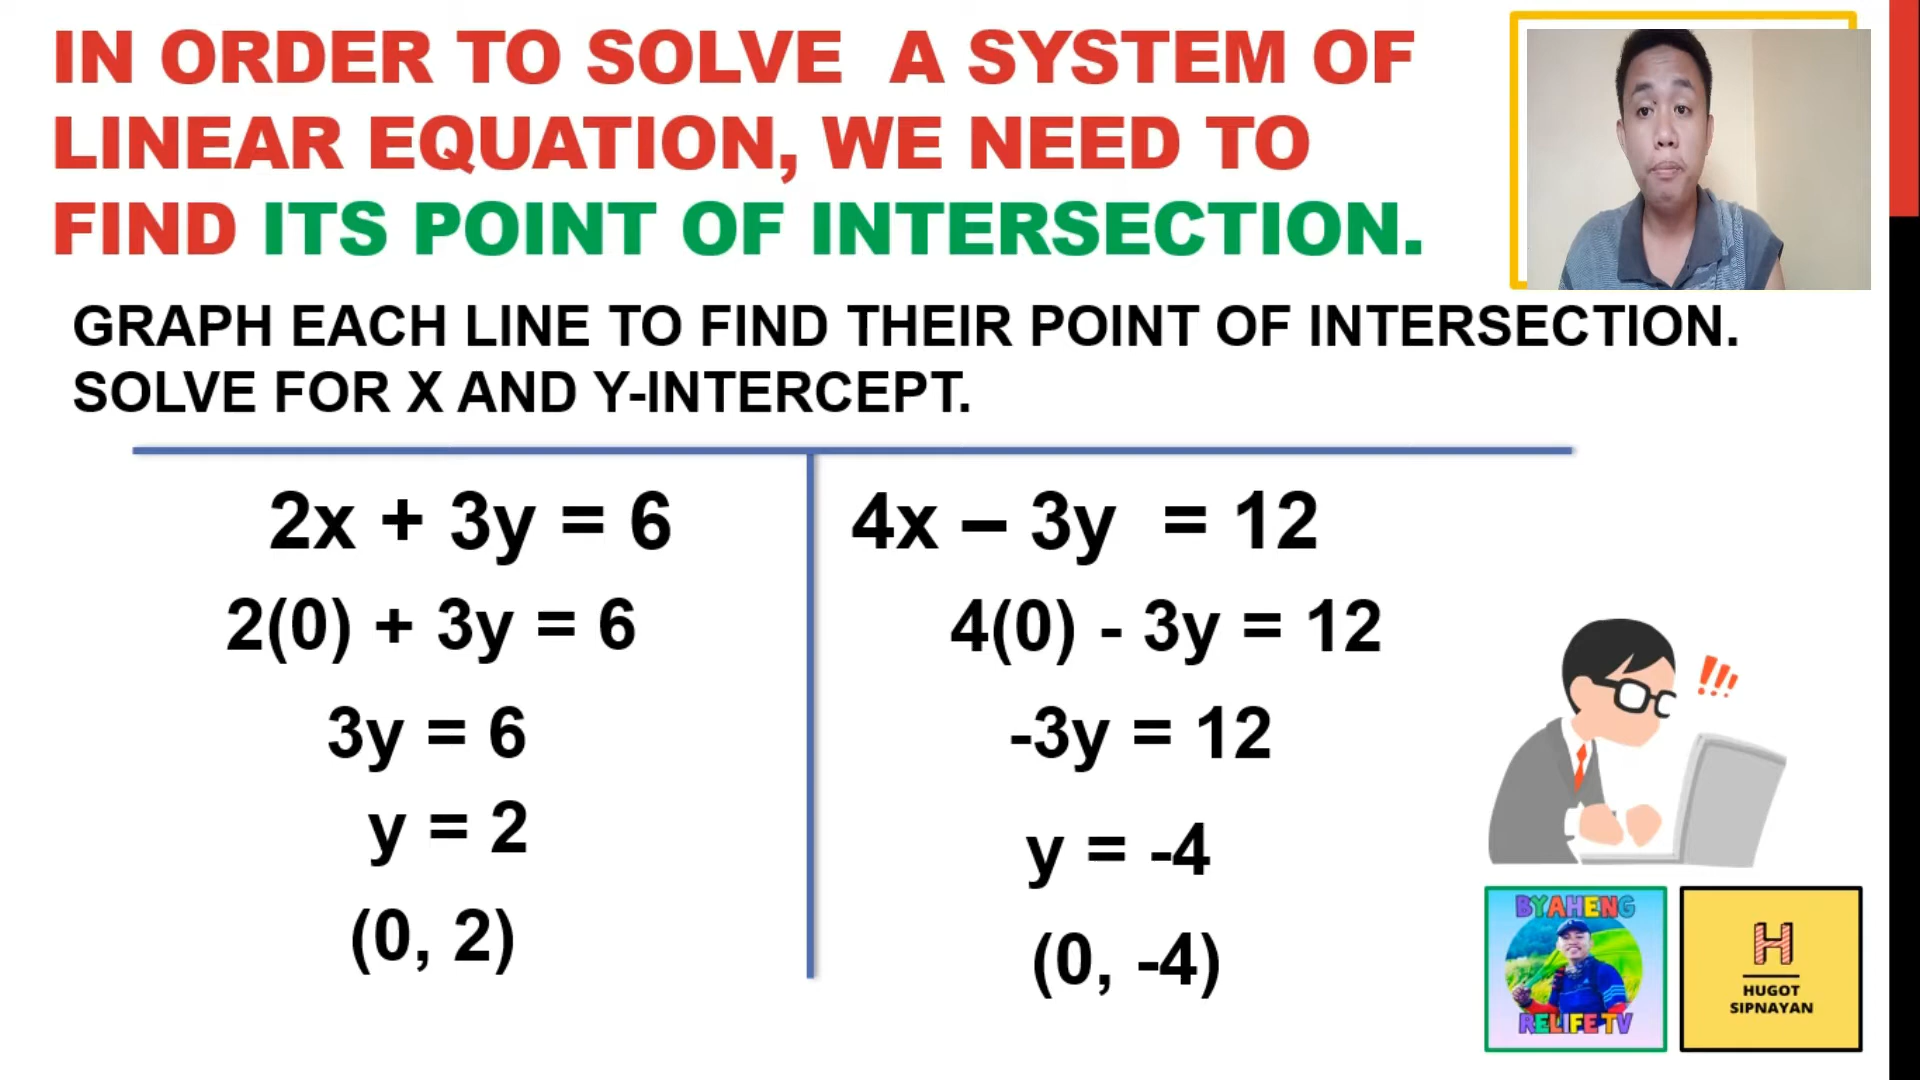 IN ORDER TO SOLVE A SYSTEM OF
LINEAR EQUATION, WE NEED TO
FIND ITS POINT OF INTERSECTION.
GRAPH EACH LINE TO FIND THEIR POINT OF INTERSECTION.
SOLVE FOR X AND Y-INTERCEPT.
2x + 3y = 6
2(0) + 3y = 6
3y = 6
y = 2
(0, 2)
4x – 3y = 12
4(0) - 3y = 12
-3y = 12
y = -4
(0, -4)
!!!
BYAHENG
RELIFE TV
H
HUGOT
SIPNAYAN